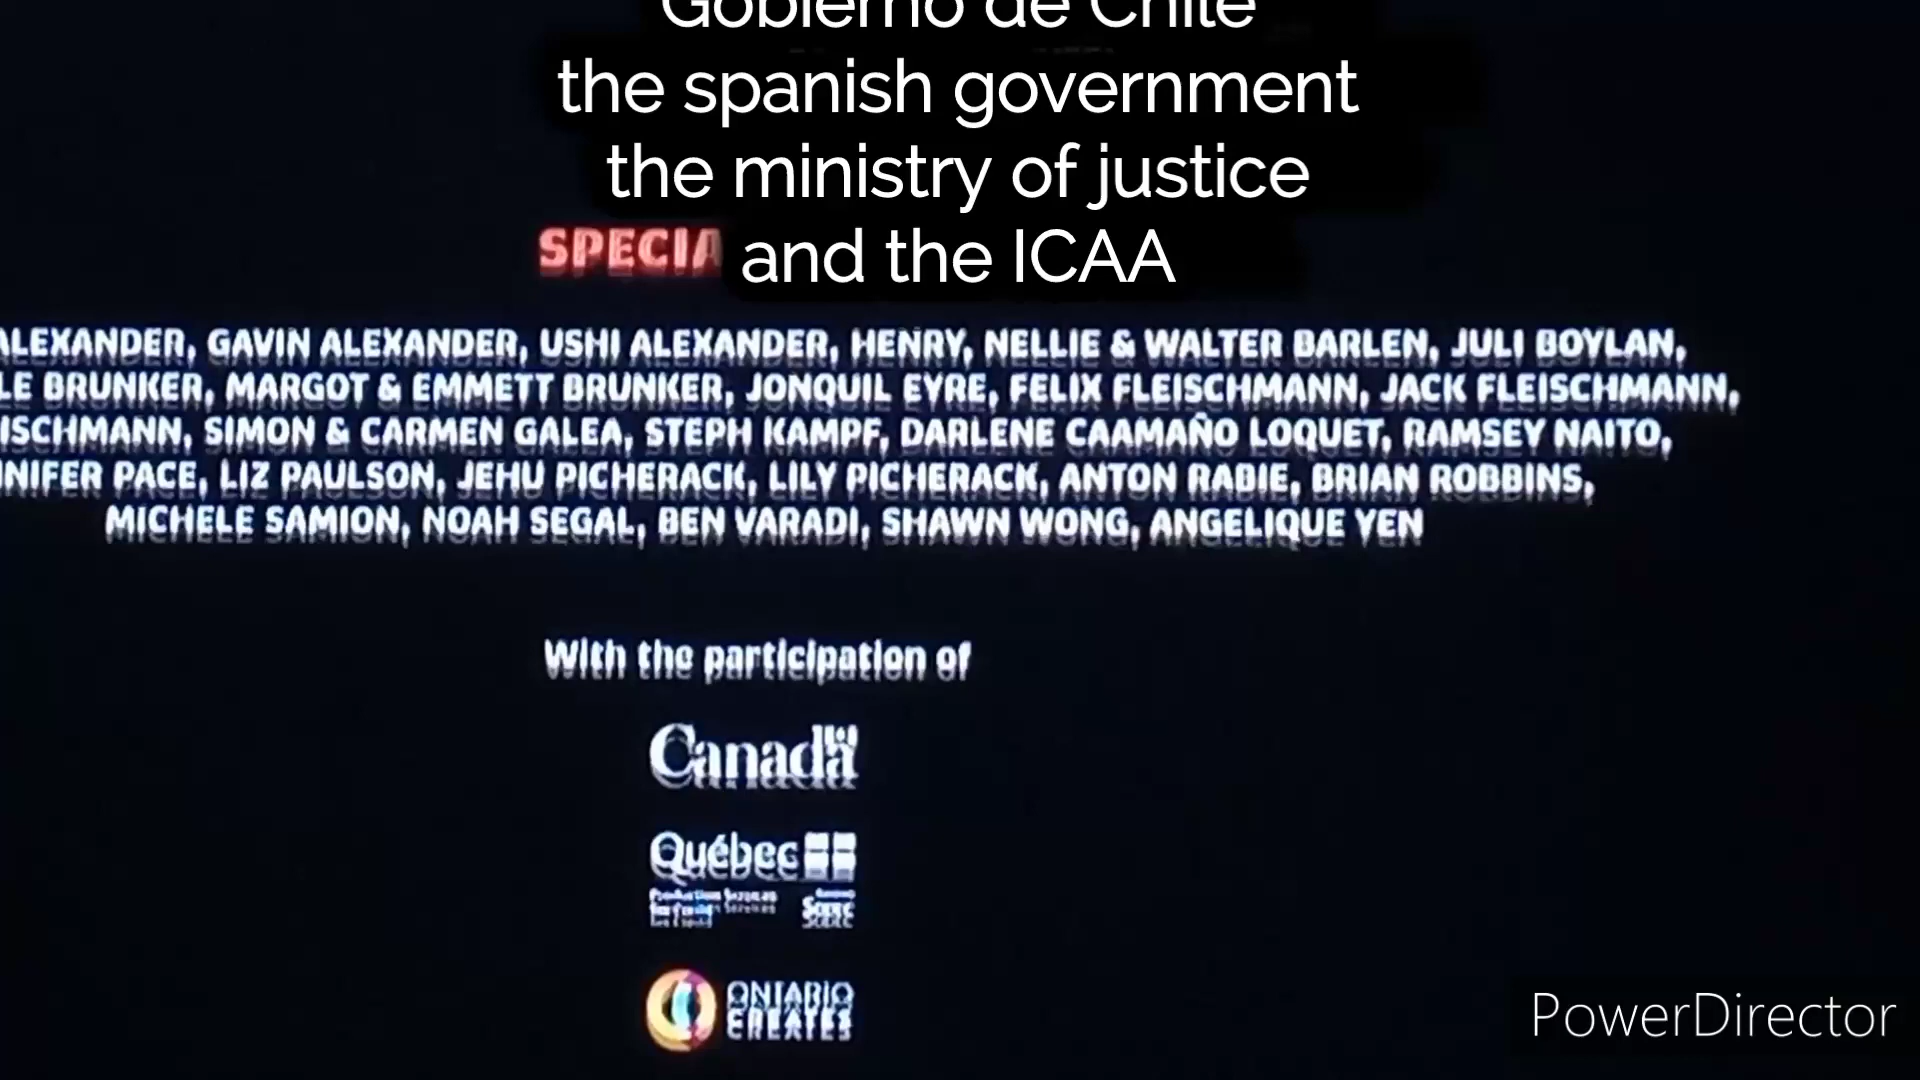 Gobierno de Chile
the spanish government
the ministry of justice
and the ICAA
SPECIA
ALEXANDER, GAVIN ALEXANDER, USHI ALEXANDER, HENRY, NELLIE & WALTER BARLEN, JULI BOYLAN,
LE BRUNKER, MARGOT & EMMETT BRUNKER, JONQUIL EYRE, FELIX FLEISCHMANN, JACK FLEISCHMANN,
ISCHMANN, SIMON & CARMEN GALEA, STEPH KAMPF, DARLENE CAAMAÑO LOQUET, RAMSEY NAITO,
NIFER PACE, LIZ PAULSON, JEHU PICHERACK, LILY PICHERACK, ANTON RABIE, BRIAN ROBBINS,
MICHELE SAMION, NOAH SEGAL, BEN VARADI, SHAWN WONG, ANGELIQUE YEN
With the participation of
Canada
Québec
ONTARIO
CREATES
PowerDirector